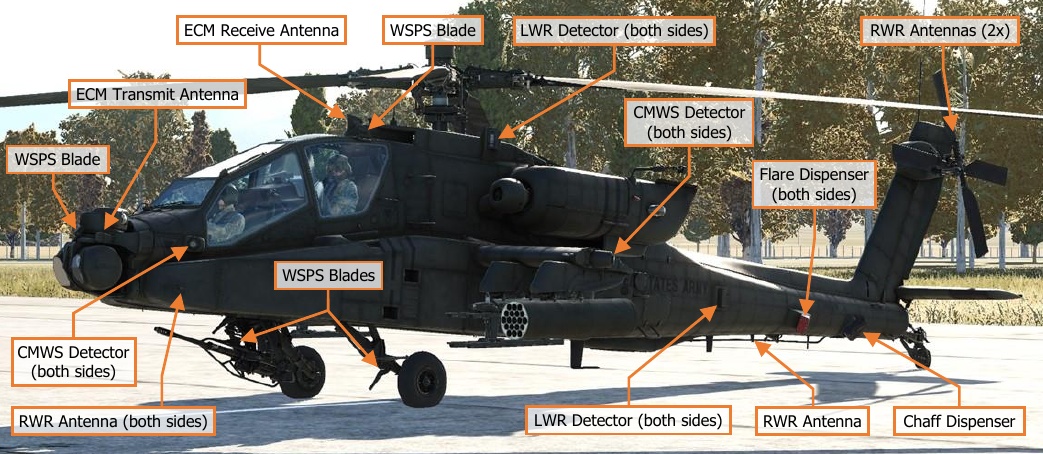 ECM Receive Antenna
WSPS Blade
LWR Detector (both sides)
RWR Antennas (2x)
ECM Transmit Antenna
CMWS Detector
(both sides)
WSPS Blade
Flare Dispenser
(both sides)
WSPS Blades
TATES ARMY
CMWS Detector
(both sides)
RWR Antenna (both sides)
LWR Detector (both sides)
RWR Antenna
Chaff Dispenser